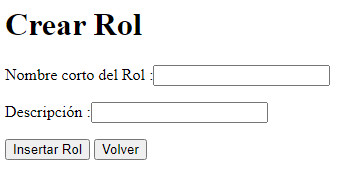 Crear Rol
Nombre corto del Rol :
Descripción :
Insertar Rol Volver